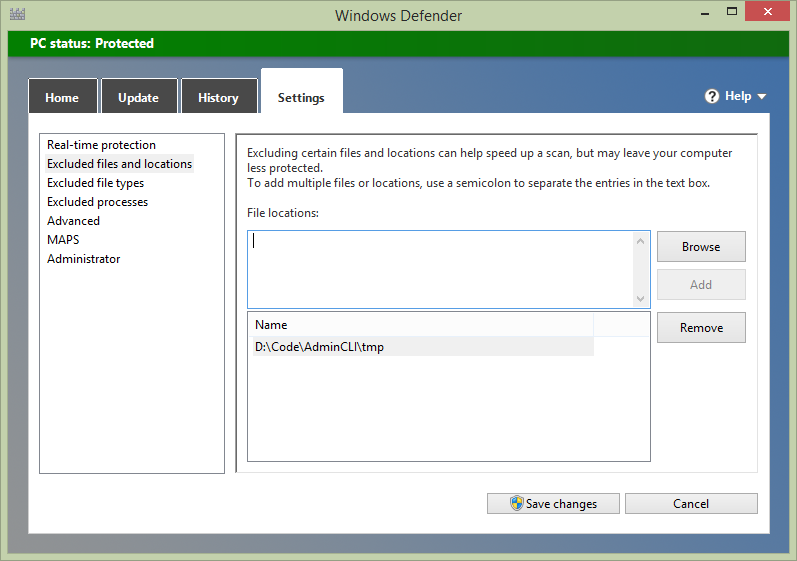 Windows Defender
PC status: Protected
Home
Update
History
Settings
Help
Real-time protection
Excluded files and locations
Excluded file types
Excluded processes
Advanced
MAPS
Administrator
Excluding certain files and locations can help speed up a scan, but may leave your computer
less protected.
To add multiple files or locations, use a semicolon to separate the entries in the text box.
File locations:
Browse
Add
Name
Remove
D:\Code\AdminCLI\tmp
Save changes
Cancel